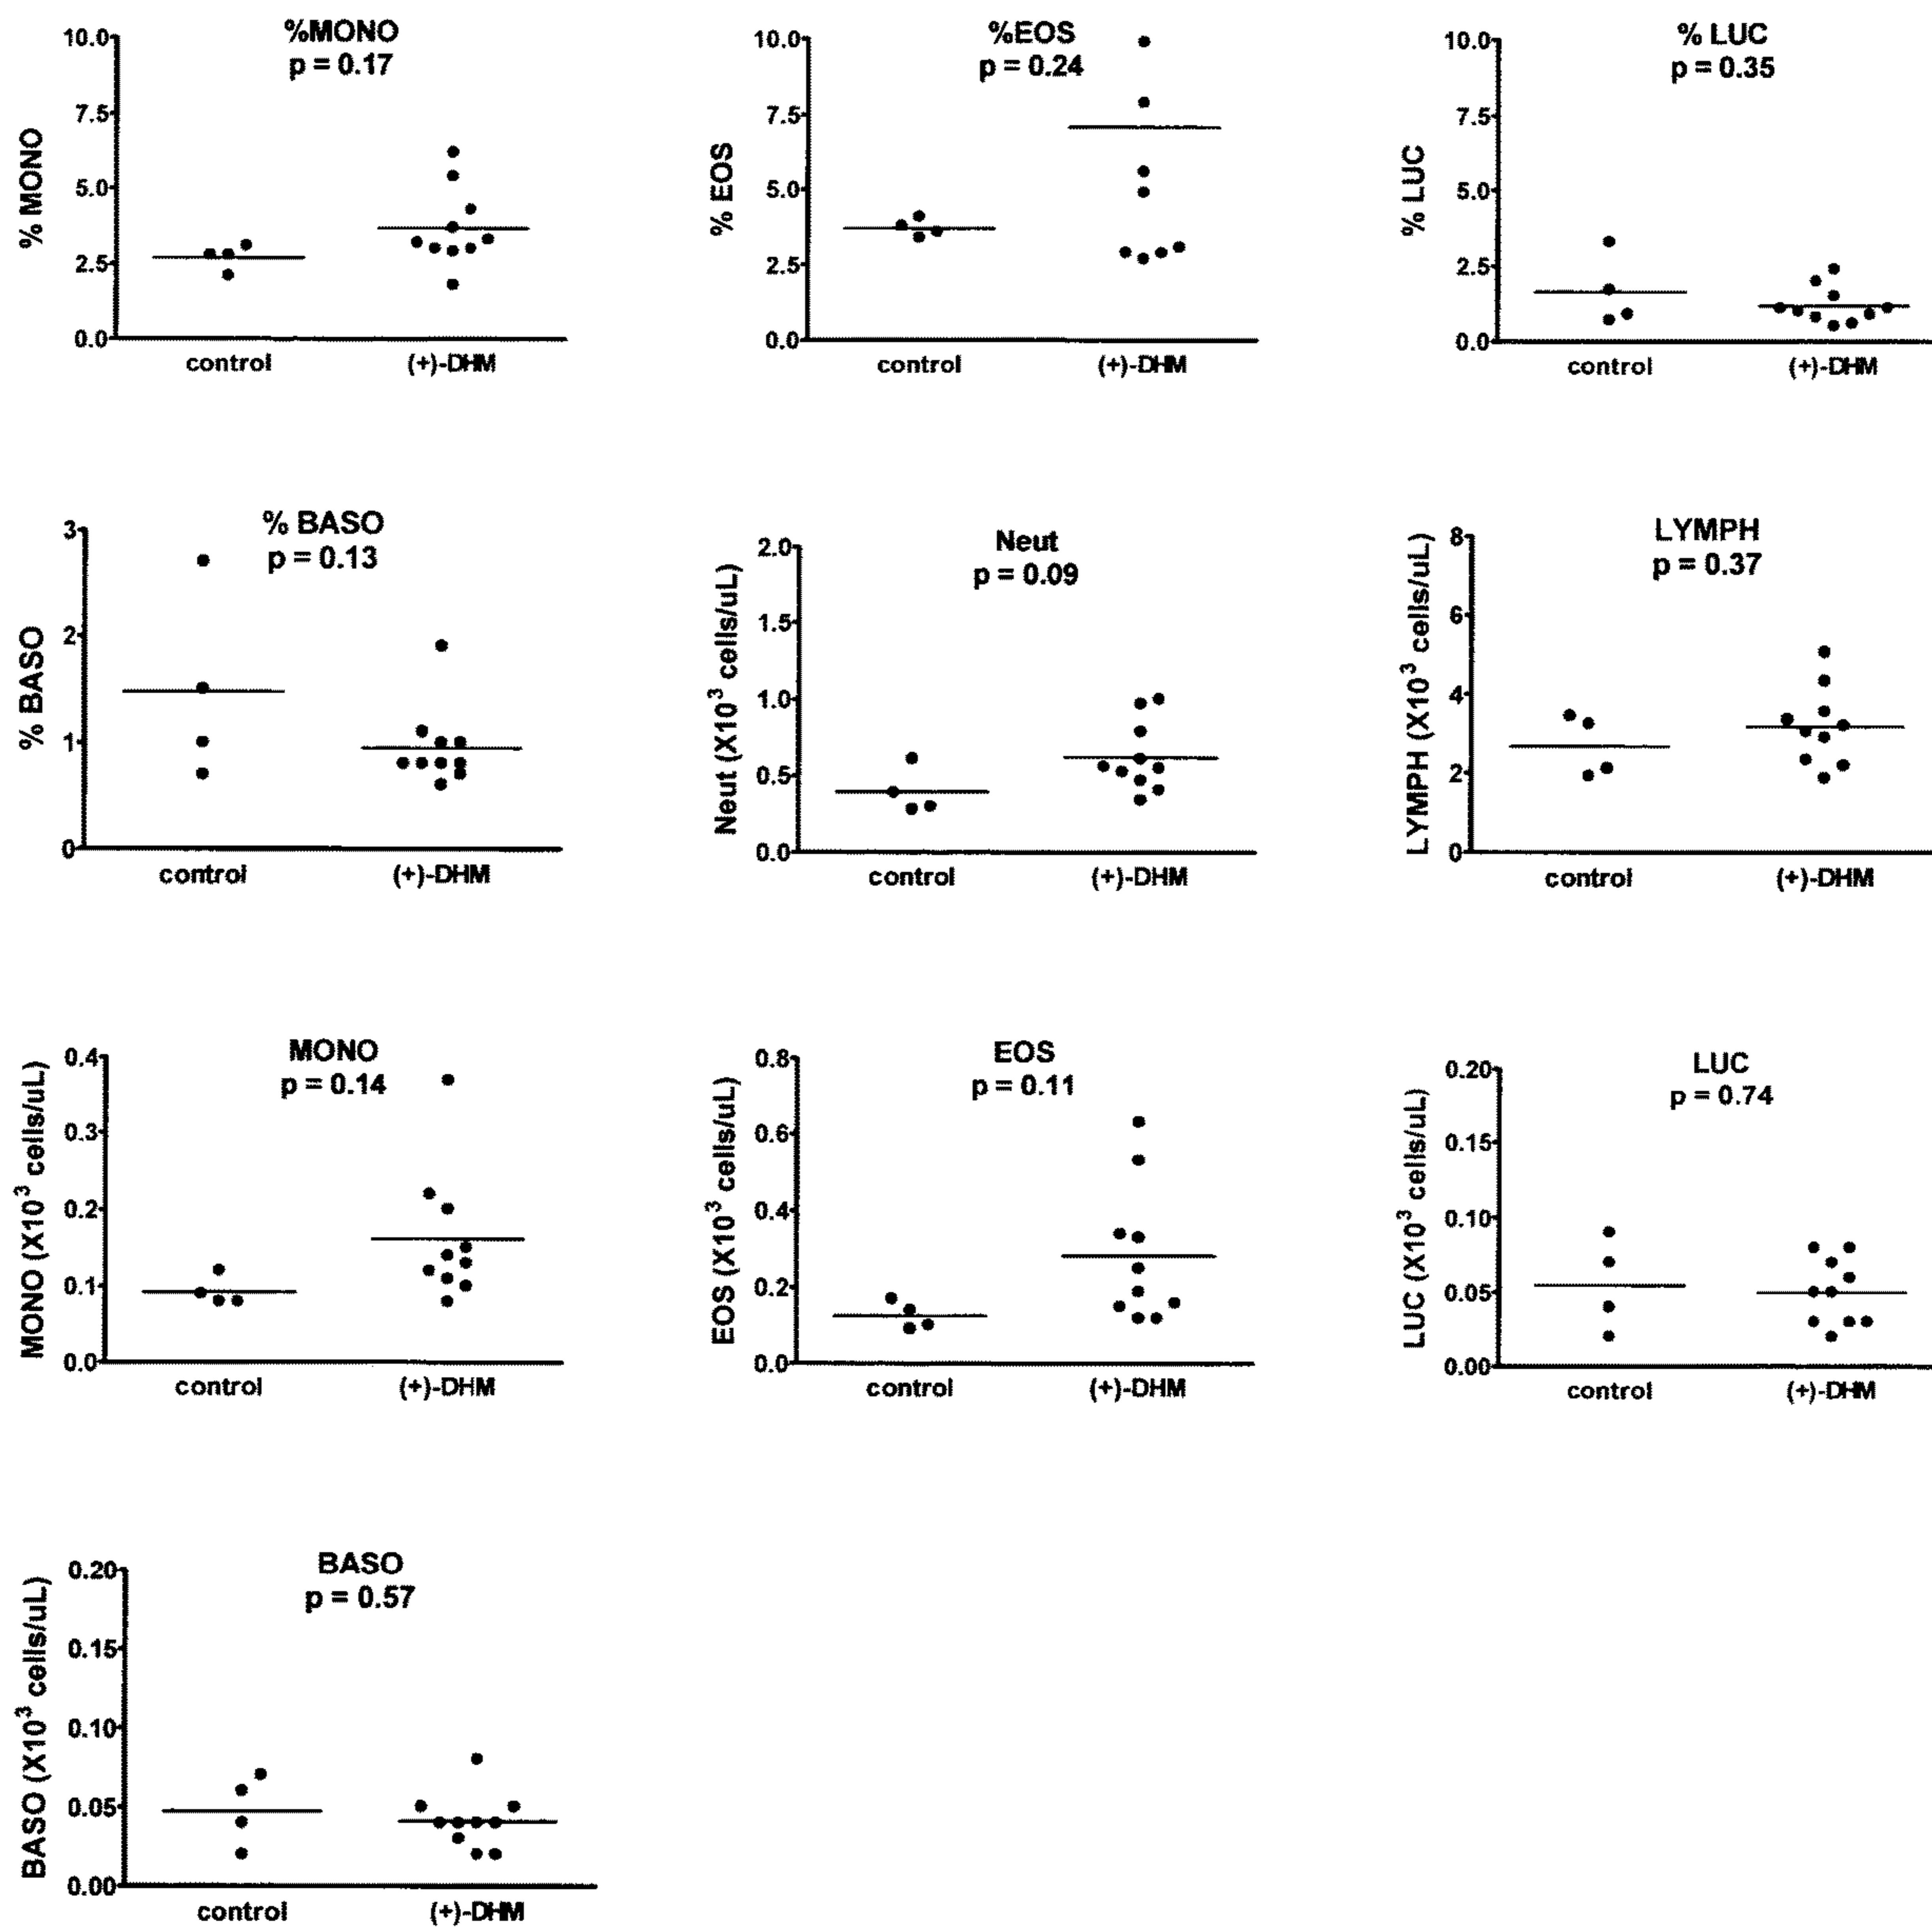 %MONO
p = 0.17
% MONO
10.0
7.5
5.0
2.5
0.0
control (+)-DHM
%EOS
p = 0.24
% EOS
10.0
7.5
5.0
2.5
0.0
control (+)-DHM
% LUC
p = 0.35
% LUC
10.0
7.5
5.0
2.5
0.0
control (+)-DHM
% BASO
p = 0.13
% BASO
3
2
1
0
control (+)-DHM
Neut
p = 0.09
Neut (X10³ cells/uL)
2.0
1.5
1.0
0.5
0.0
control (+)-DHM
LYMPH
p = 0.37
LYMPH (X10³ cells/uL)
8
6
4
2
0
control (+)-DHM
MONO
p = 0.14
MONO (X10³ cells/uL)
0.4
0.3
0.2
0.1
0.0
control (+)-DHM
EOS
p = 0.11
EOS (X10³ cells/uL)
0.8
0.6
0.4
0.2
0.0
control (+)-DHM
LUC
p = 0.74
LUC (X10³ cells/uL)
0.20
0.15
0.10
0.05
0.00
control (+)-DHM
BASO
p = 0.57
BASO (X10³ cells/uL)
0.20
0.15
0.10
0.05
0.00
control (+)-DHM